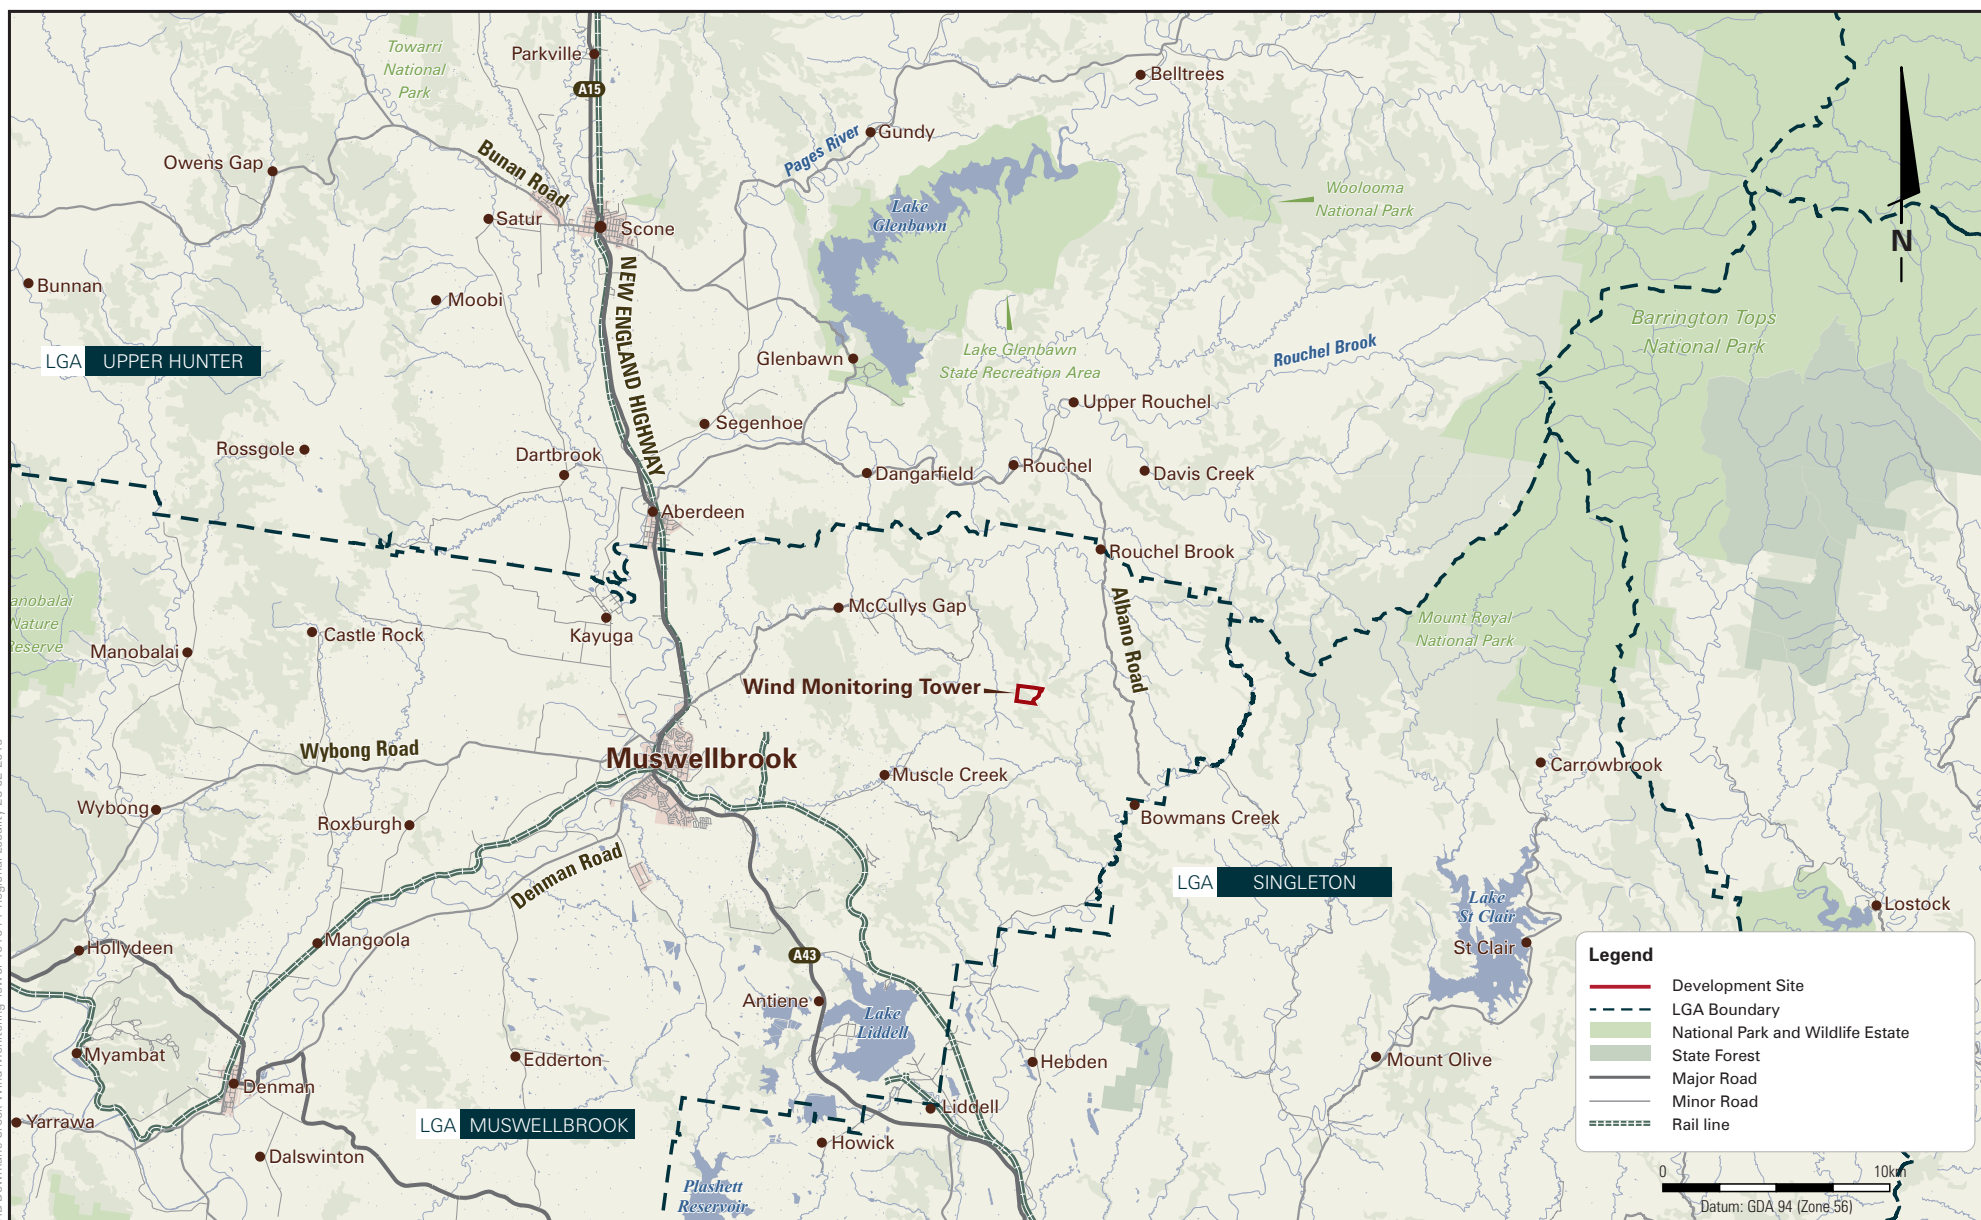 Towarri
National
Park
Parkville
A15
Belltrees
Pages River
Gundy
Owens Gap
Bunan Road
Satur
Scone
Lake
Glenbawn
Woolooma
National Park
N
Bunnan
Moobi
NEW ENGLAND HIGHWAY
LGA UPPER HUNTER
Glenbawn
Lake Glenbawn
State Recreation Area
Rouchel Brook
Barrington Tops
National Park
Upper Rouchel
Segenhoe
Rossgole
Dartbrook
Dangarfield
Rouchel
Davis Creek
Aberdeen
Rouchel Brook
anobalai
Nature
Reserve
McCullys Gap
Albano Road
Mount Royal
National Park
Castle Rock
Kayuga
Manobalai
Wind Monitoring Tower
Wybong Road
Muswellbrook
Muscle Creek
Carrowbrook
Wybong
Roxburgh
Bowmans Creek
Denman Road
LGA SINGLETON
Lake
St Clair
Lostock
Hollydeen
Mangoola
A43
St Clair
Antiene
Lake
Liddell
Myambat
Edderton
Hebden
Mount Olive
Denman
Yarrawa
LGA MUSWELLBROOK
Liddell
Howick
Dalswinton
Plashett
Reservoir
Legend
Development Site
LGA Boundary
National Park and Wildlife Estate
State Forest
Major Road
Minor Road
Rail line
0 10km
Datum: GDA 94 (Zone 56)